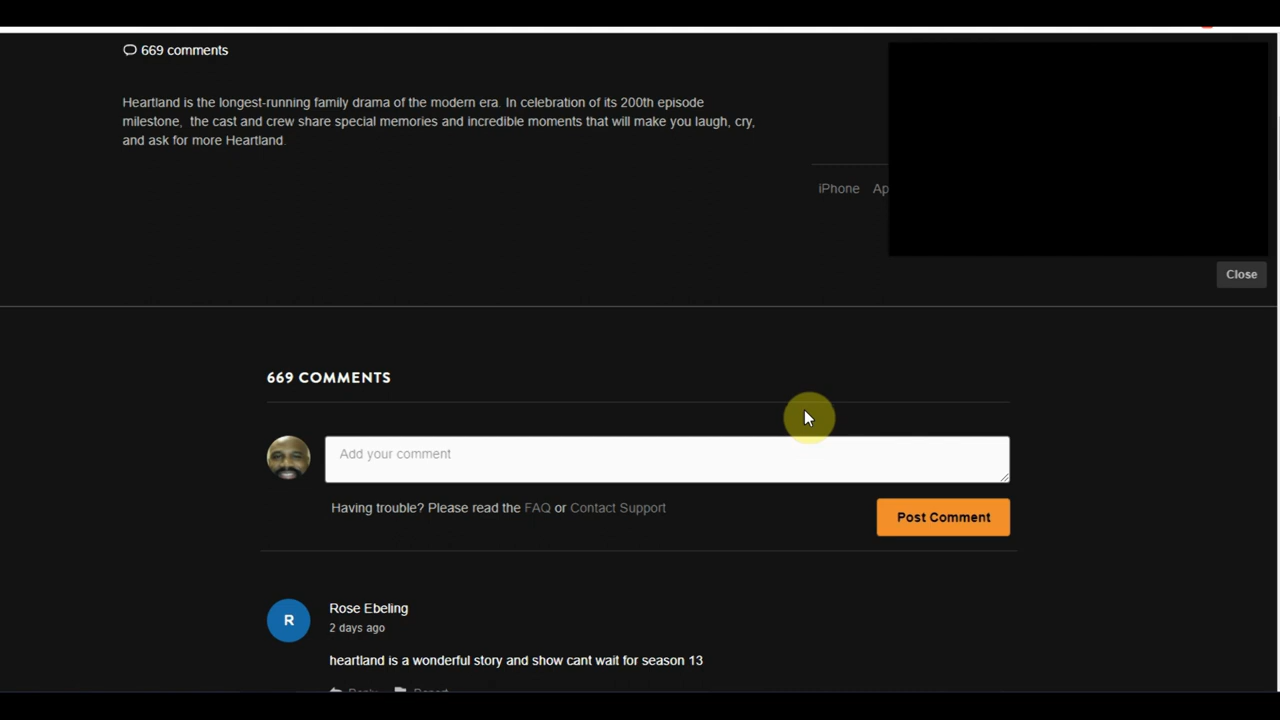 669 comments
Heartland is the longest-running family drama of the modern era. In celebration of its 200th episode
milestone, the cast and crew share special memories and incredible moments that will make you laugh, cry,
and ask for more Heartland.
iPhone Ap
Close
669 COMMENTS
Add your comment
Having trouble? Please read the FAQ or Contact Support
Post Comment
R
Rose Ebeling
2 days ago
heartland is a wonderful story and show cant wait for season 13
Reply Report